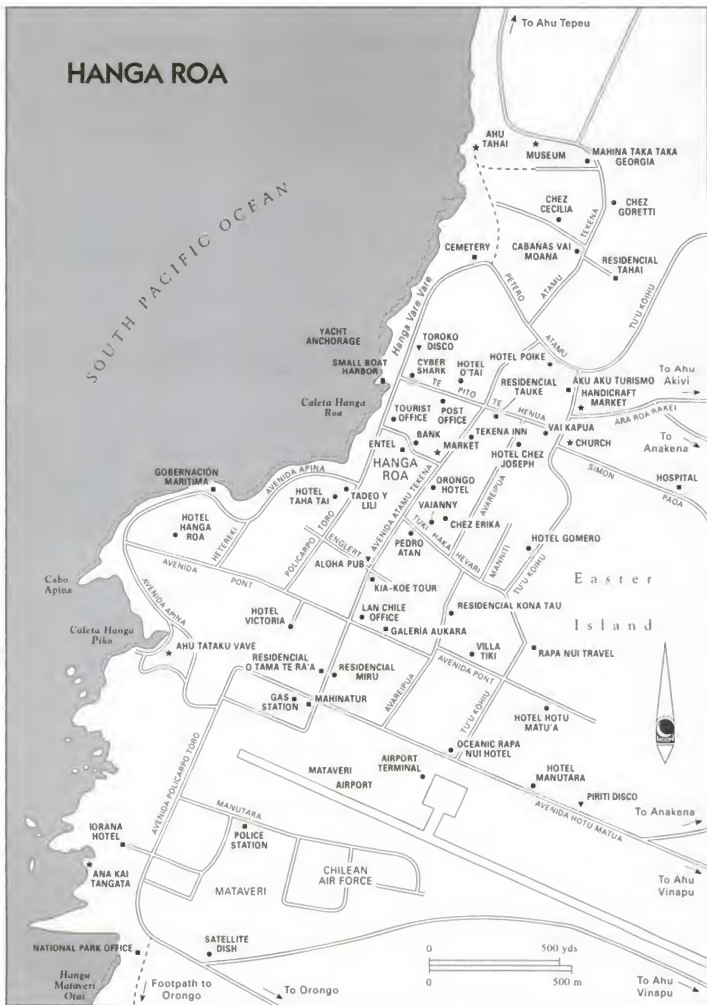 HANGA ROA
To Ahu Tepeu
AHU
TAHAI
MUSEUM
MAHINA TAKA TAKA
GEORGIA
CHEZ
CECILIA
CHEZ
GORETTI
TEKENA
CEMETERY
CABAÑAS VAI
MOANA
RESIDENCIAL
TAHAI
SOUTH PACIFIC OCEAN
PETERO
ATAMU
ATAMU
TU'U KOIHU
Hanga Vare Vare
YACHT
ANCHORAGE
TOROKO
DISCO
SMALL BOAT
HARBOR
CYBER
SHARK
HOTEL
O'TAI
HOTEL POIKE
To Ahu
Akivi
Caleta Hanga
Roa
TE
PITO
TE
HENUA
RESIDENCIAL
TAUKE
AKU AKU TURISMO
HANDICRAFT
MARKET
ARA ROA RAKEI
To
Anakena
TOURIST
OFFICE
POST
OFFICE
TEKENA INN
VAI KAPUA
CHURCH
ENTEL
BANK
MARKET
HOTEL CHEZ
JOSEPH
SIMON
PAOA
HOSPITAL
HANGA
ROA
GOBERNACIÓN
MARITIMA
AVENIDA APINA
HOTEL
TAHA TAI
TADEO Y
LILI
AVENIDA ATAMU TEKENA
ORONGO
HOTEL
AVAREIPUA
VAIANNY
CHEZ ERIKA
HOTEL
HANGA
ROA
HETEREKI
POLICARPO
TORO
ENGLERT
PEDRO
ATAN
TUKI
HAKA
HEVARI
MANNITI
HOTEL GOMERO
TU'U KOIHU
AVENIDA
PONT
ALOHA PUB
KIA-KOE TOUR
Easter
Island
Cabo
Apina
AVENIDA APINA
HOTEL
VICTORIA
LAN CHILE
OFFICE
RESIDENCIAL KONA TAU
GALERÍA AUKARA
Caleta Hanga
Piko
AHU TATAKU VAVE
VILLA
TIKI
RAPA NUI TRAVEL
RESIDENCIAL
O TAMA TE RA'A
RESIDENCIAL
MIRU
AVENIDA PONT
GAS
STATION
MAHINATUR
AVAREIPUA
TU'U KOHIU
HOTEL HOTU
MATU'A
MOON
AVENIDA POLICARPO TORO
OCEANIC RAPA
NUI HOTEL
AIRPORT
TERMINAL
MATAVERI
AIRPORT
HOTEL
MANUTARA
PIRITI DISCO
AVENIDA HOTU MATUA
To Anakena
MANUTARA
IORANA
HOTEL
POLICE
STATION
ANA KAI
TANGATA
CHILEAN
AIR FORCE
To Ahu
Vinapu
MATAVERI
NATIONAL PARK OFFICE
SATELLITE
DISH
0 500 yds
0 500 m
Hanga
Mataveri
Otai
Footpath to
Orongo
To Orongo
To Ahu
Vinapu